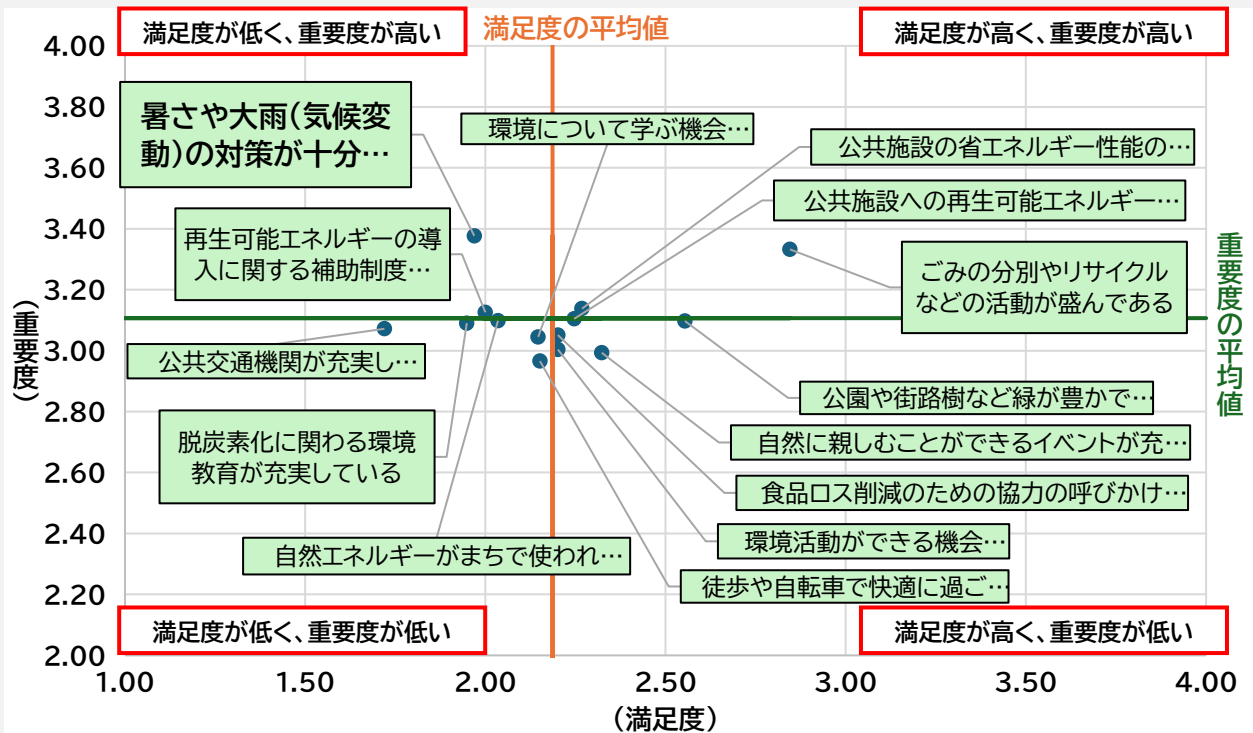 満足度が低く、重要度が高い
満足度の平均値
満足度が高く、重要度が高い
4.00
3.80
3.60
3.40
3.20
3.00
2.80
2.60
2.40
2.20
2.00
(重要度)
暑さや大雨(気候変
動)の対策が十分…
環境について学ぶ機会…
公共施設の省エネルギー性能の…
公共施設への再生可能エネルギー…
再生可能エネルギーの導
入に関する補助制度…
ごみの分別やリサイクル
などの活動が盛んである
重要度の平均値
公共交通機関が充実し…
公園や街路樹など緑が豊かで…
脱炭素化に関わる環境
教育が充実している
自然に親しむことができるイベントが充…
食品ロス削減のための協力の呼びかけ…
環境活動ができる機会…
自然エネルギーがまちで使われ…
徒歩や自転車で快適に過ご…
満足度が低く、重要度が低い
満足度が高く、重要度が低い
1.00
1.50
2.00
2.50
3.00
3.50
4.00
(満足度)